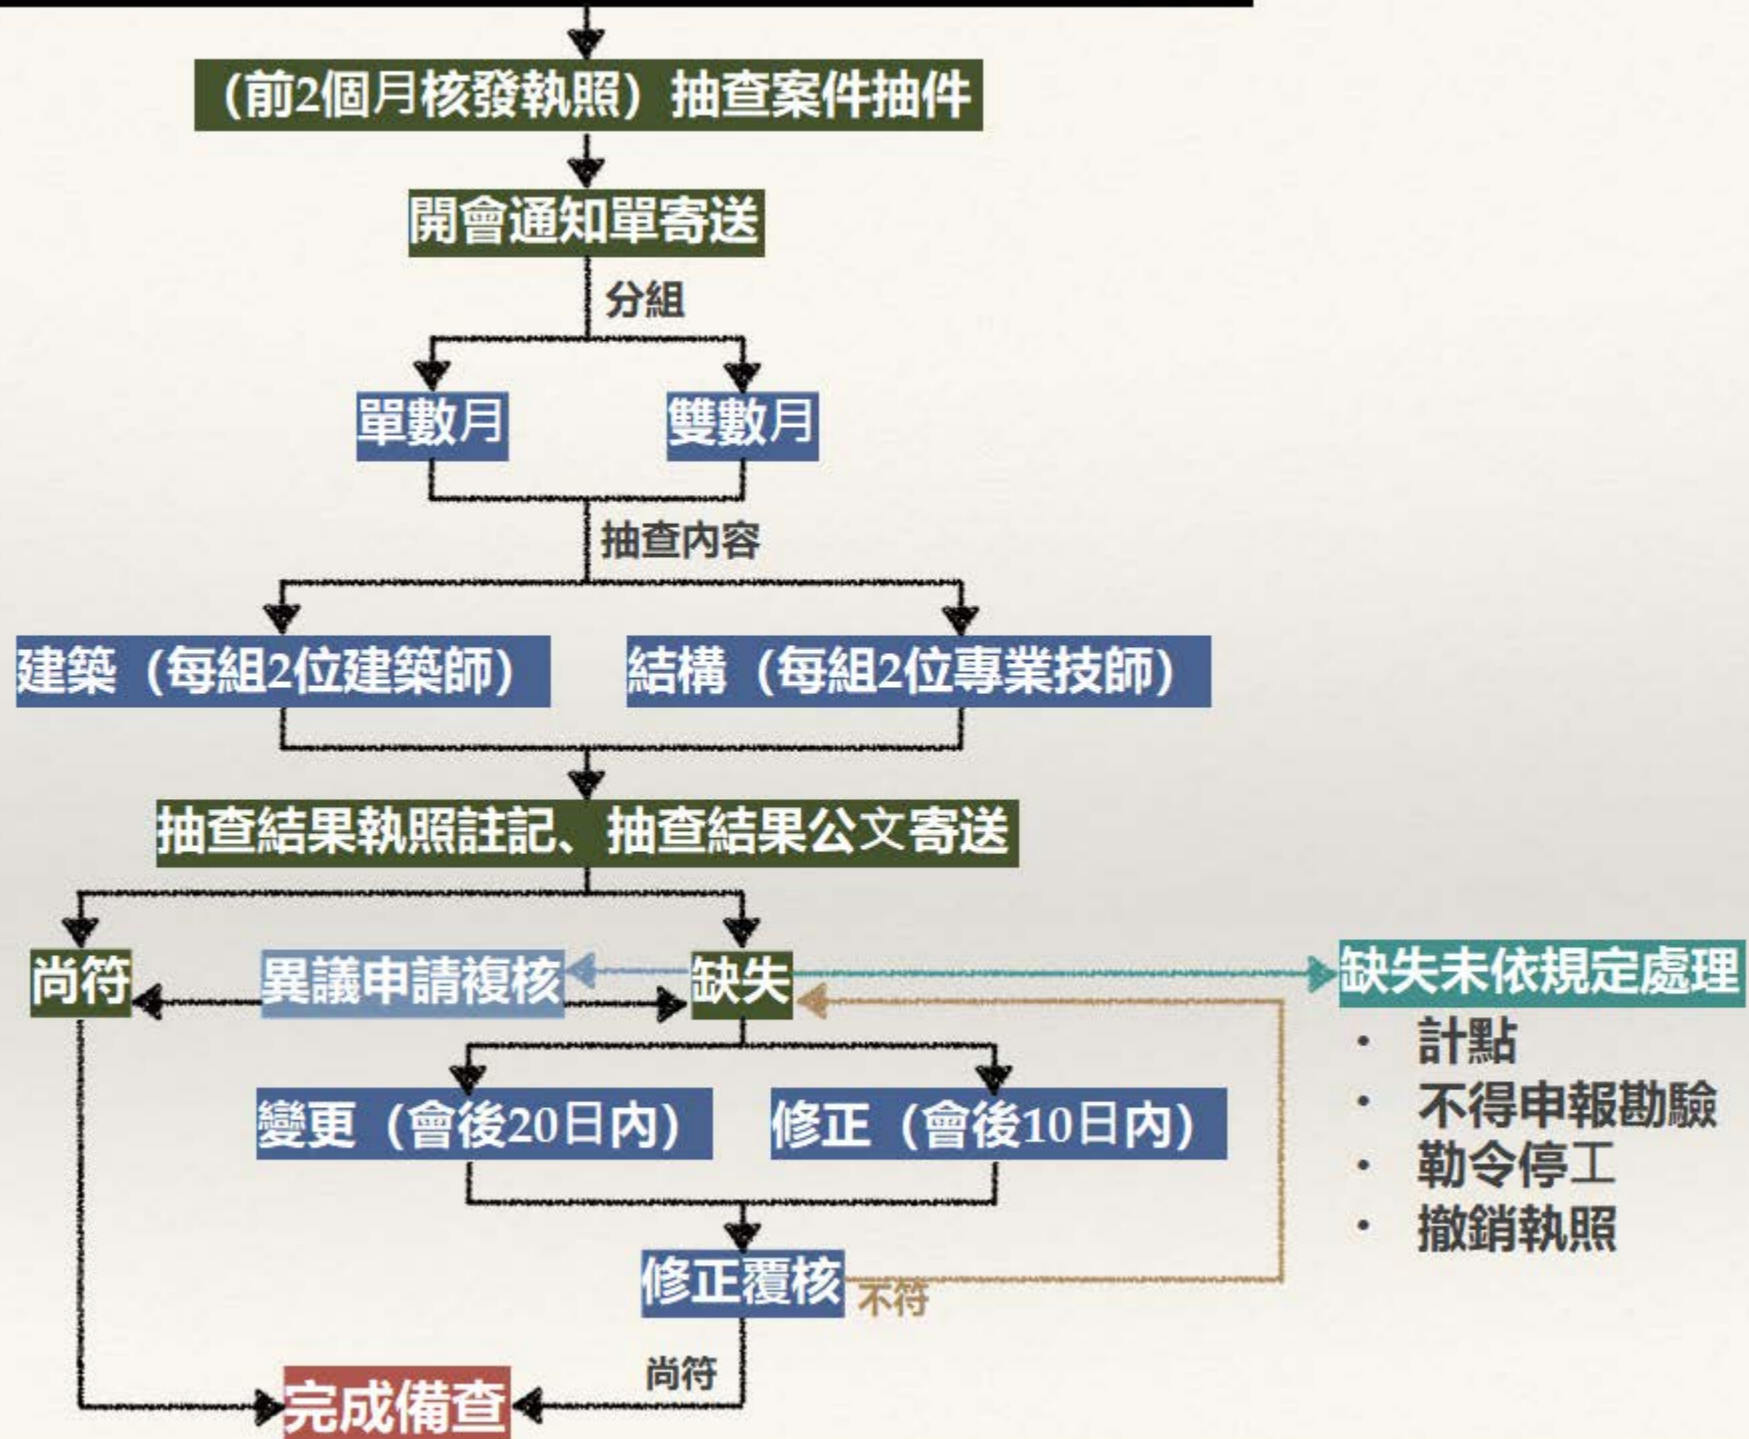 （前2個月核發執照）抽查案件抽件
開會通知單寄送
分組
單數月
雙數月
抽查內容
建築（每組2位建築師）
結構（每組2位專業技師）
抽查結果執照註記、抽查結果公文寄送
尚符
異議申請複核
缺失
缺失未依規定處理
• 計點
• 不得申報勘驗
• 勒令停工
• 撤銷執照
變更（會後20日內）
修正（會後10日內）
修正覆核
不符
尚符
完成備查